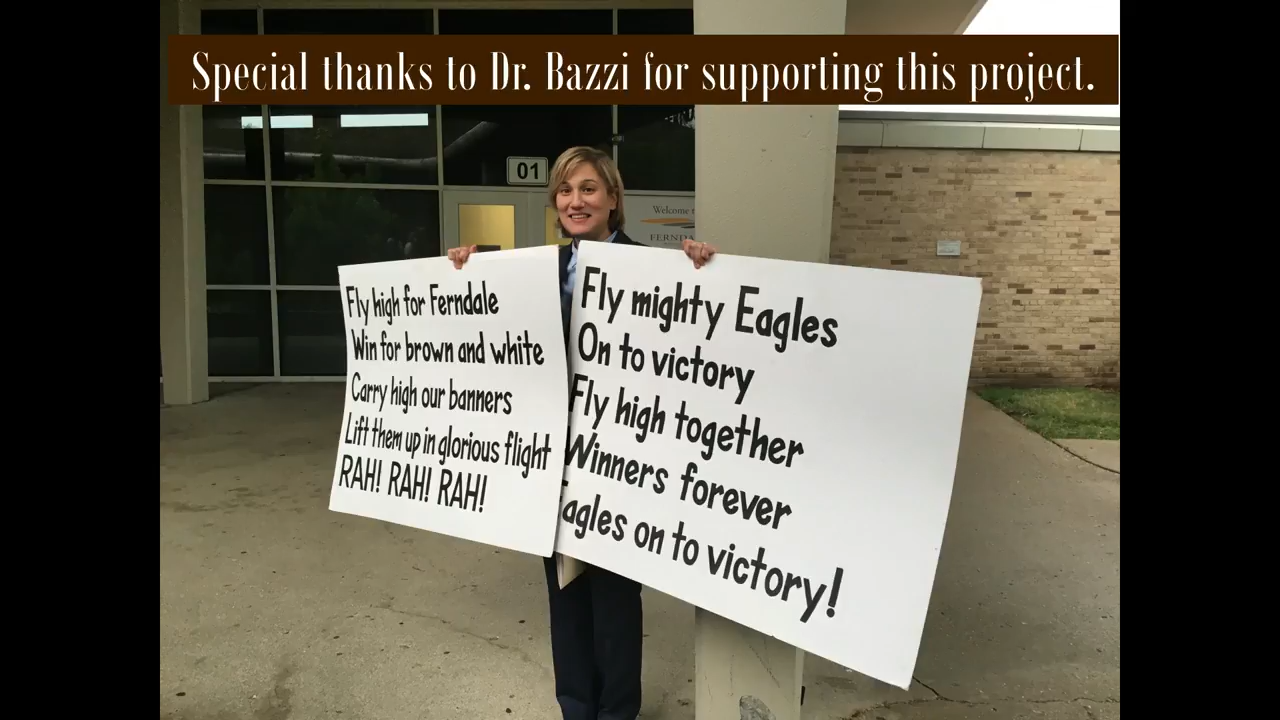 Special thanks to Dr. Bazzi for supporting this project.
01
Welcome
Fly high for Ferndale
Win for brown and white
Carry high our banners
Lift them up in glorious flight
RAH! RAH! RAH!
Fly mighty Eagles
On to victory
Fly high together
Winners forever
Eagles on to victory!